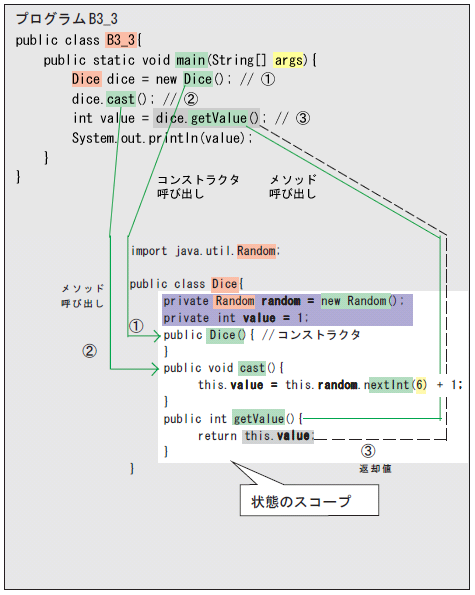 プログラムB3_3
public class B3_3{
public static void main(String[] args){
Dice dice = new Dice(); // ①
dice.cast(); // ②
int value = dice.getValue(); // ③
System.out.println(value);
}
}
コンストラクタ
呼び出し
メソッド
呼び出し
import java.util.Random;
メソッド
呼び出し
public class Dice{
private Random random = new Random();
private int value = 1;
①
public Dice(){ //コンストラクタ
}
②
public void cast(){
this.value = this.random.nextInt(6) + 1;
}
public int getValue(){
return this.value;
}
③
返却値
}
状態のスコープ